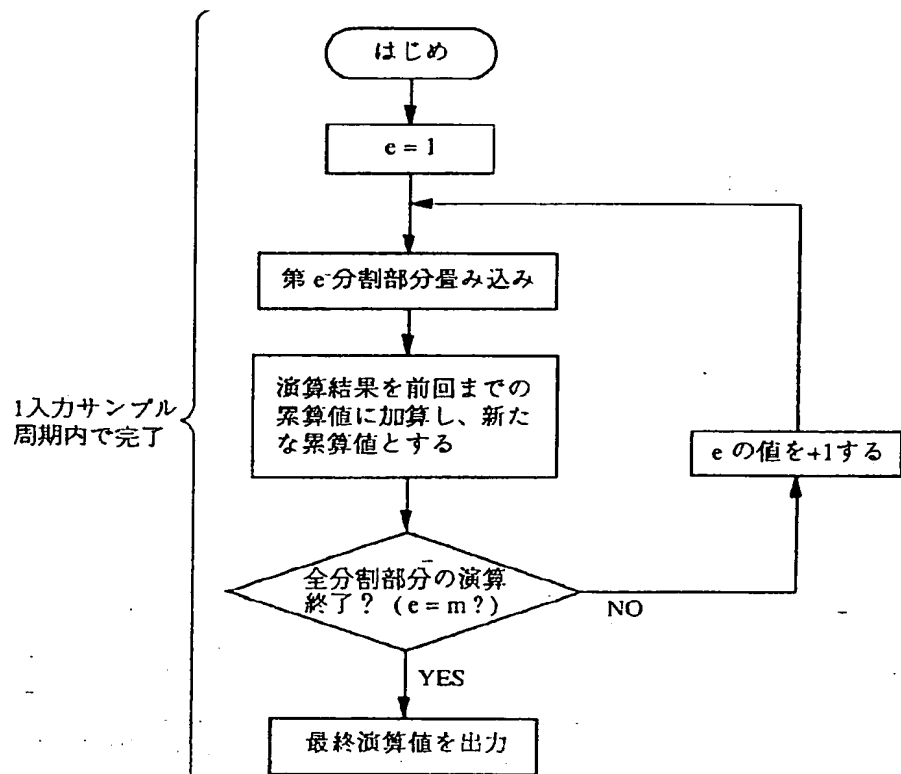 はじめ
e = 1
第 e 分割部分畳み込み
演算結果を前回までの
累算値に加算し、新た
な累算値とする
1入力サンプル
周期内で完了
e の値を+1する
全分割部分の演算
終了? (e = m ?)
NO
YES
最終演算値を出力